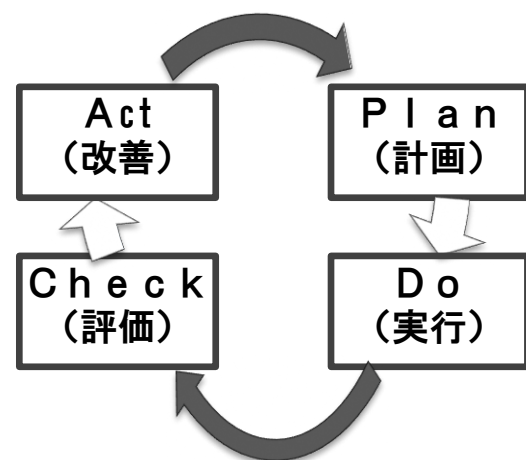 Act
（改善）
Ｐｌａｎ
（計画）
Ｃｈｅｃｋ
（評価）
Ｄｏ
（実行）